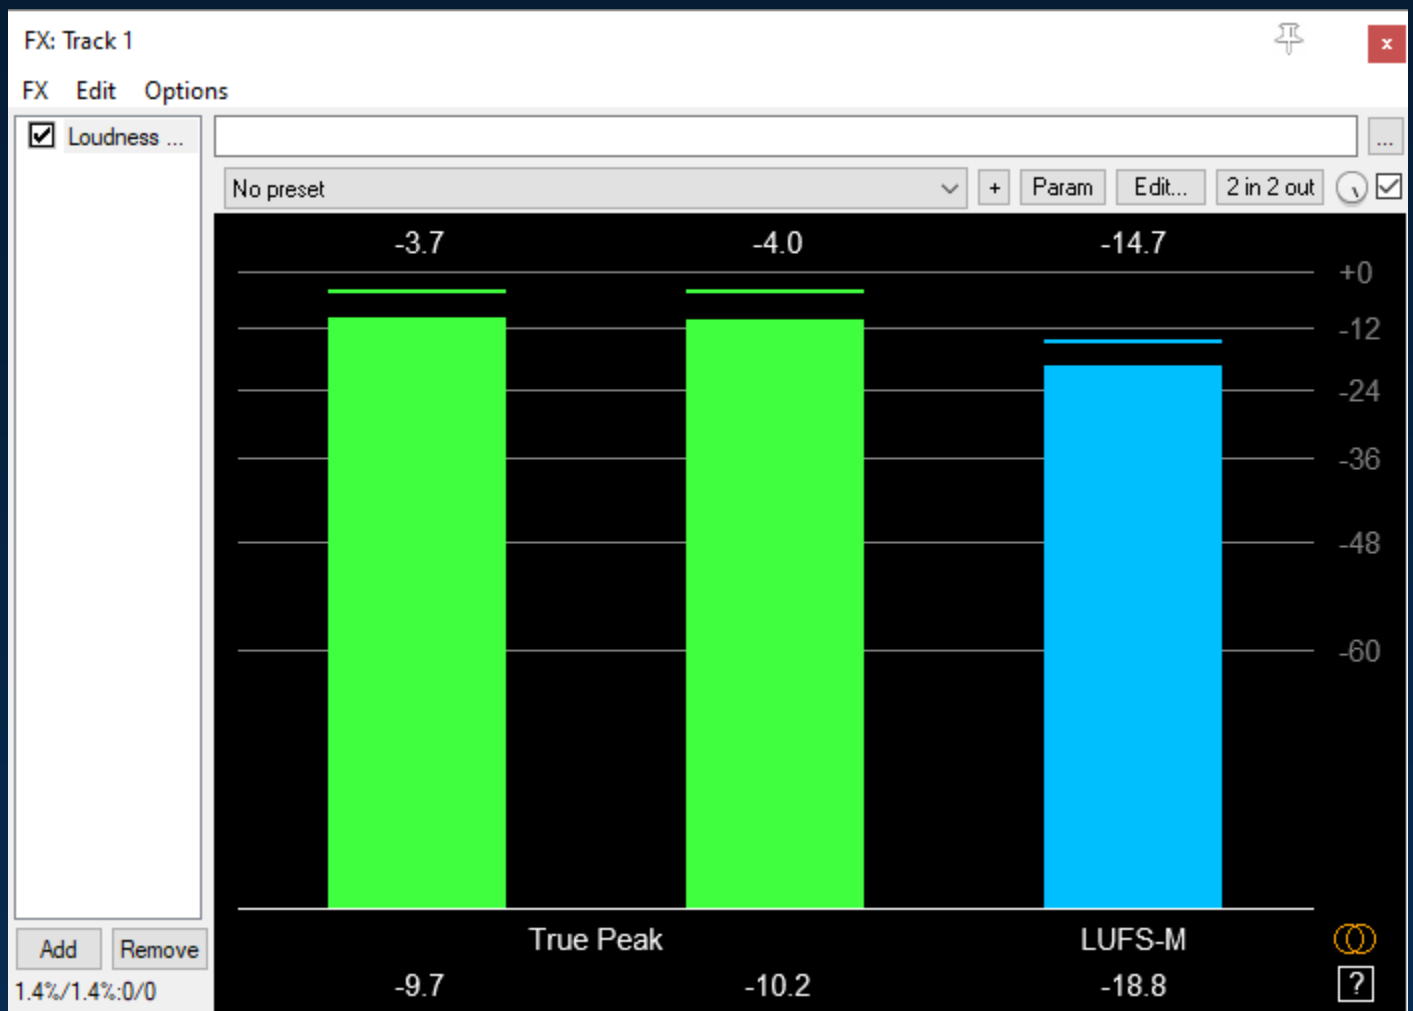 FX: Track 1
x
FX Edit Options
Loudness ...
...
No preset
+
Param
Edit...
2 in 2 out
-3.7 -4.0 -14.7
+0
-12
-24
-36
-48
-60
True Peak LUFS-M
-9.7 -10.2 -18.8
?
Add Remove
1.4%/1.4%:0/0